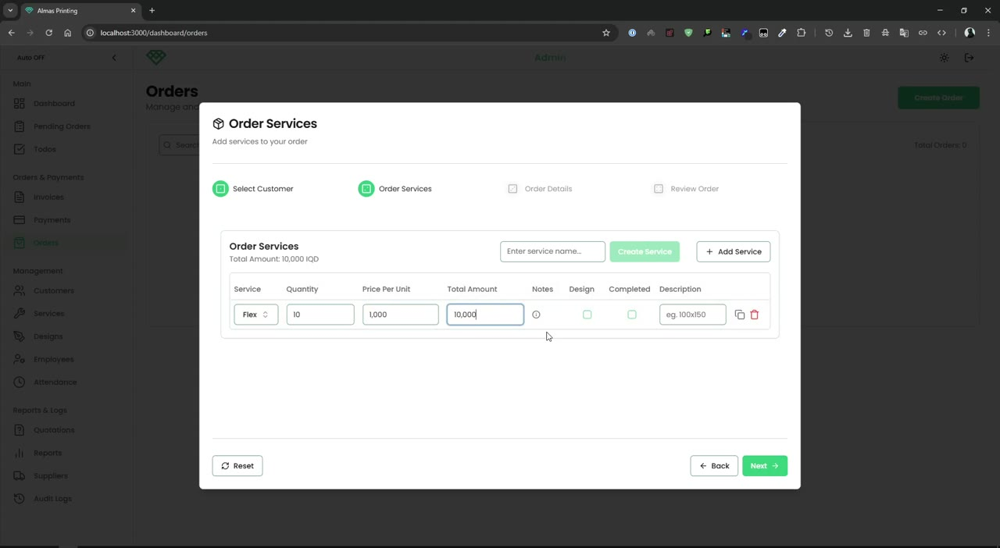 Almas Printing
localhost:3000/dashboard/orders
Auto OFF
Admin
Main
Dashboard
Pending Orders
Todos
Orders & Payments
Invoices
Payments
Orders
Management
Customers
Services
Designs
Employees
Attendance
Reports & Logs
Quotations
Reports
Suppliers
Audit Logs
Orders
Manage and
Create Order
Search
Total Orders: 0
Order Services
Add services to your order
Select Customer
Order Services
Order Details
Review Order
Order Services
Total Amount: 10,000 IQD
Enter service name...
Create Service
+ Add Service
Service Quantity Price Per Unit Total Amount Notes Design Completed Description
Flex 10 1,000 10,000 eg. 100x150
Reset
Back
Next